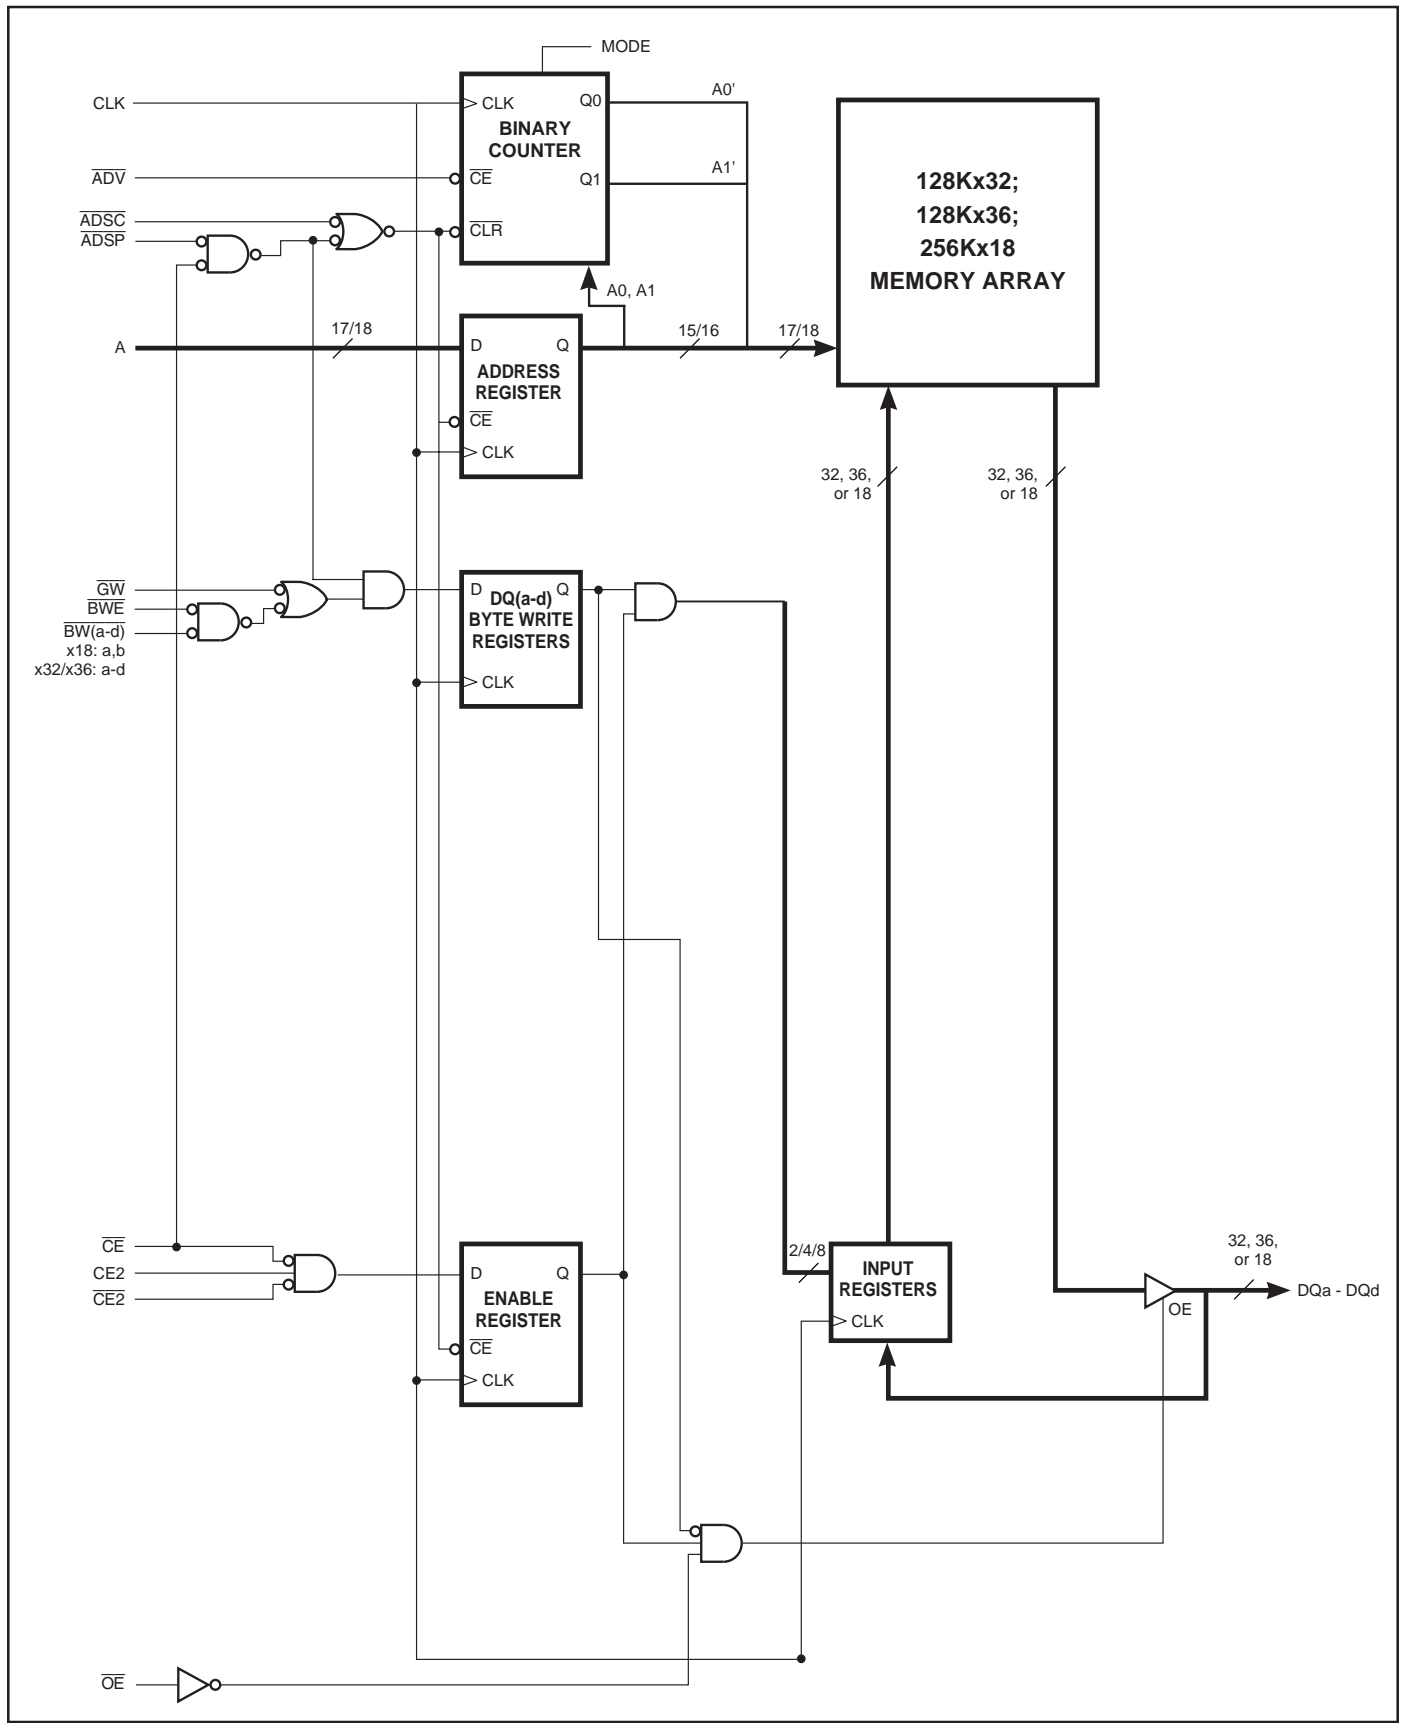 MODE
CLK
CLK
Q0
A0'
BINARY
COUNTER
ADV
CE
Q1
A1'
ADSC
ADSP
CLR
128Kx32;
128Kx36;
256Kx18
MEMORY ARRAY
A0, A1
A
17/18
D
Q
15/16
17/18
ADDRESS
REGISTER
CE
CLK
32, 36,
or 18
32, 36,
or 18
GW
BWE
BW(a-d)
x18: a,b
x32/x36: a-d
D
Q
DQ(a-d)
BYTE WRITE
REGISTERS
CLK
CE
CE2
CE2
D
Q
ENABLE
REGISTER
CE
CLK
2/4/8
INPUT
REGISTERS
CLK
32, 36,
or 18
OE
DQa - DQd
OE